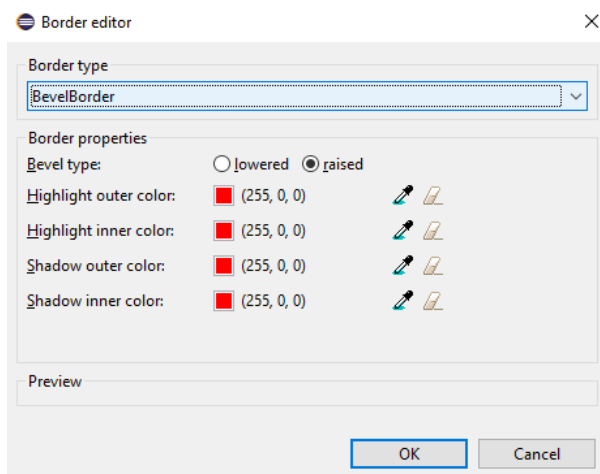 Border editor
Border type
BevelBorder
Border properties
Bevel type: lowered raised
Highlight outer color: (255, 0, 0)
Highlight inner color: (255, 0, 0)
Shadow outer color: (255, 0, 0)
Shadow inner color: (255, 0, 0)
Preview
OK Cancel